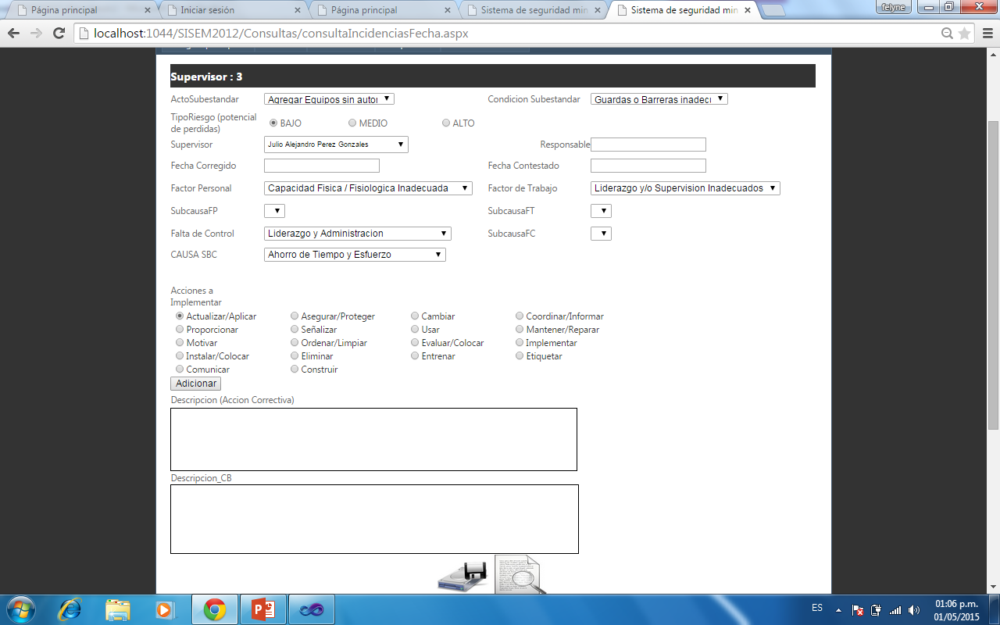 Página principal
Iniciar sesión
Página principal
Sistema de seguridad min
Sistema de seguridad min
felyne
localhost:1044/SISEM2012/Consultas/consultaIncidenciasFecha.aspx
Supervisor : 3
ActoSubestandar Agregar Equipos sin autor Condicion Subestandar Guardas o Barreras inadecu
TipoRiesgo (potencial de perdidas) BAJO MEDIO ALTO
Supervisor Julio Alejandro Perez Gonzales Responsable
Fecha Corregido Fecha Contestado
Factor Personal Capacidad Fisica / Fisiologica Inadecuada Factor de Trabajo Liderazgo y/o Supervision Inadecuados
SubcausaFP SubcausaFT
Falta de Control Liderazgo y Administracion SubcausaFC
CAUSA SBC Ahorro de Tiempo y Esfuerzo
Acciones a
Implementar
Actualizar/Aplicar Asegurar/Proteger Cambiar Coordinar/Informar
Proporcionar Señalizar Usar Mantener/Reparar
Motivar Ordenar/Limpiar Evaluar/Colocar Implementar
Instalar/Colocar Eliminar Entrenar Etiquetar
Comunicar Construir
Adicionar
Descripcion (Accion Correctiva)
Descripcion_CB
ES
01:06 p.m.
01/05/2015